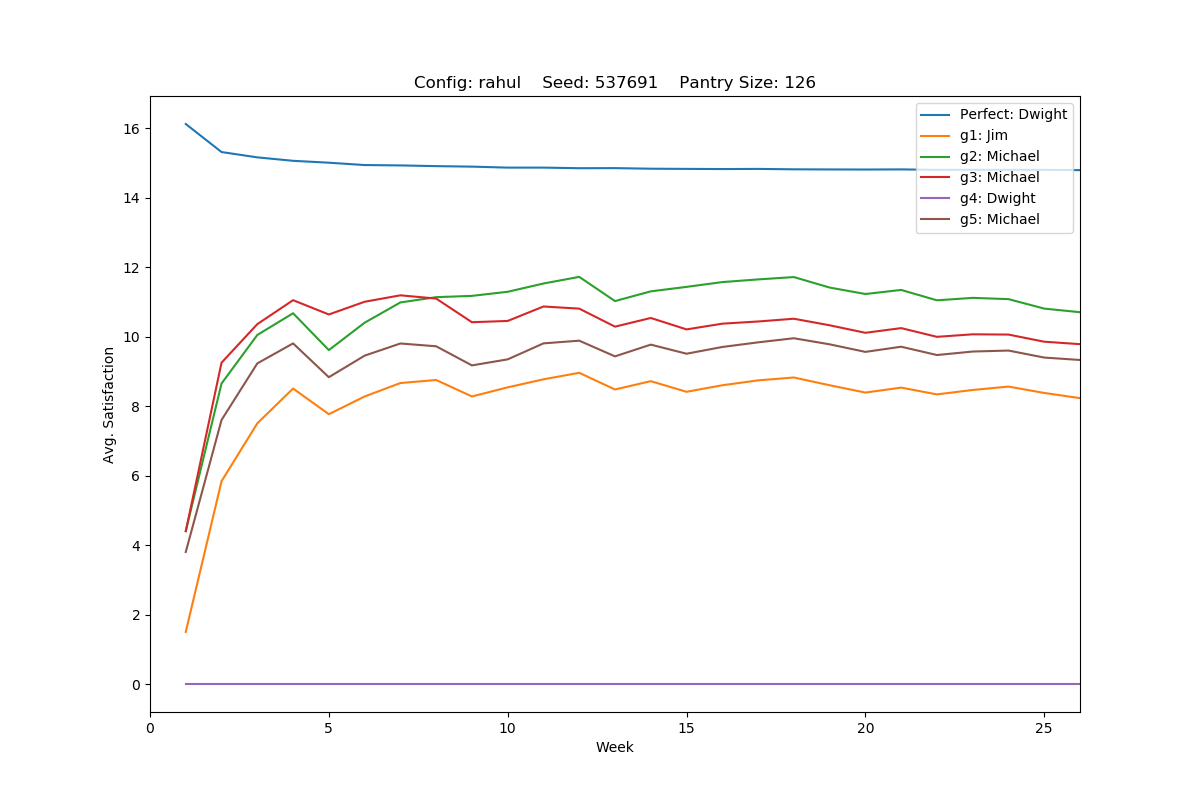 Config: rahul    Seed: 537691    Pantry Size: 126
Perfect: Dwight
g1: Jim
g2: Michael
g3: Michael
g4: Dwight
g5: Michael
Avg. Satisfaction
16
14
12
10
8
6
4
2
0
0 5 10 15 20 25
Week